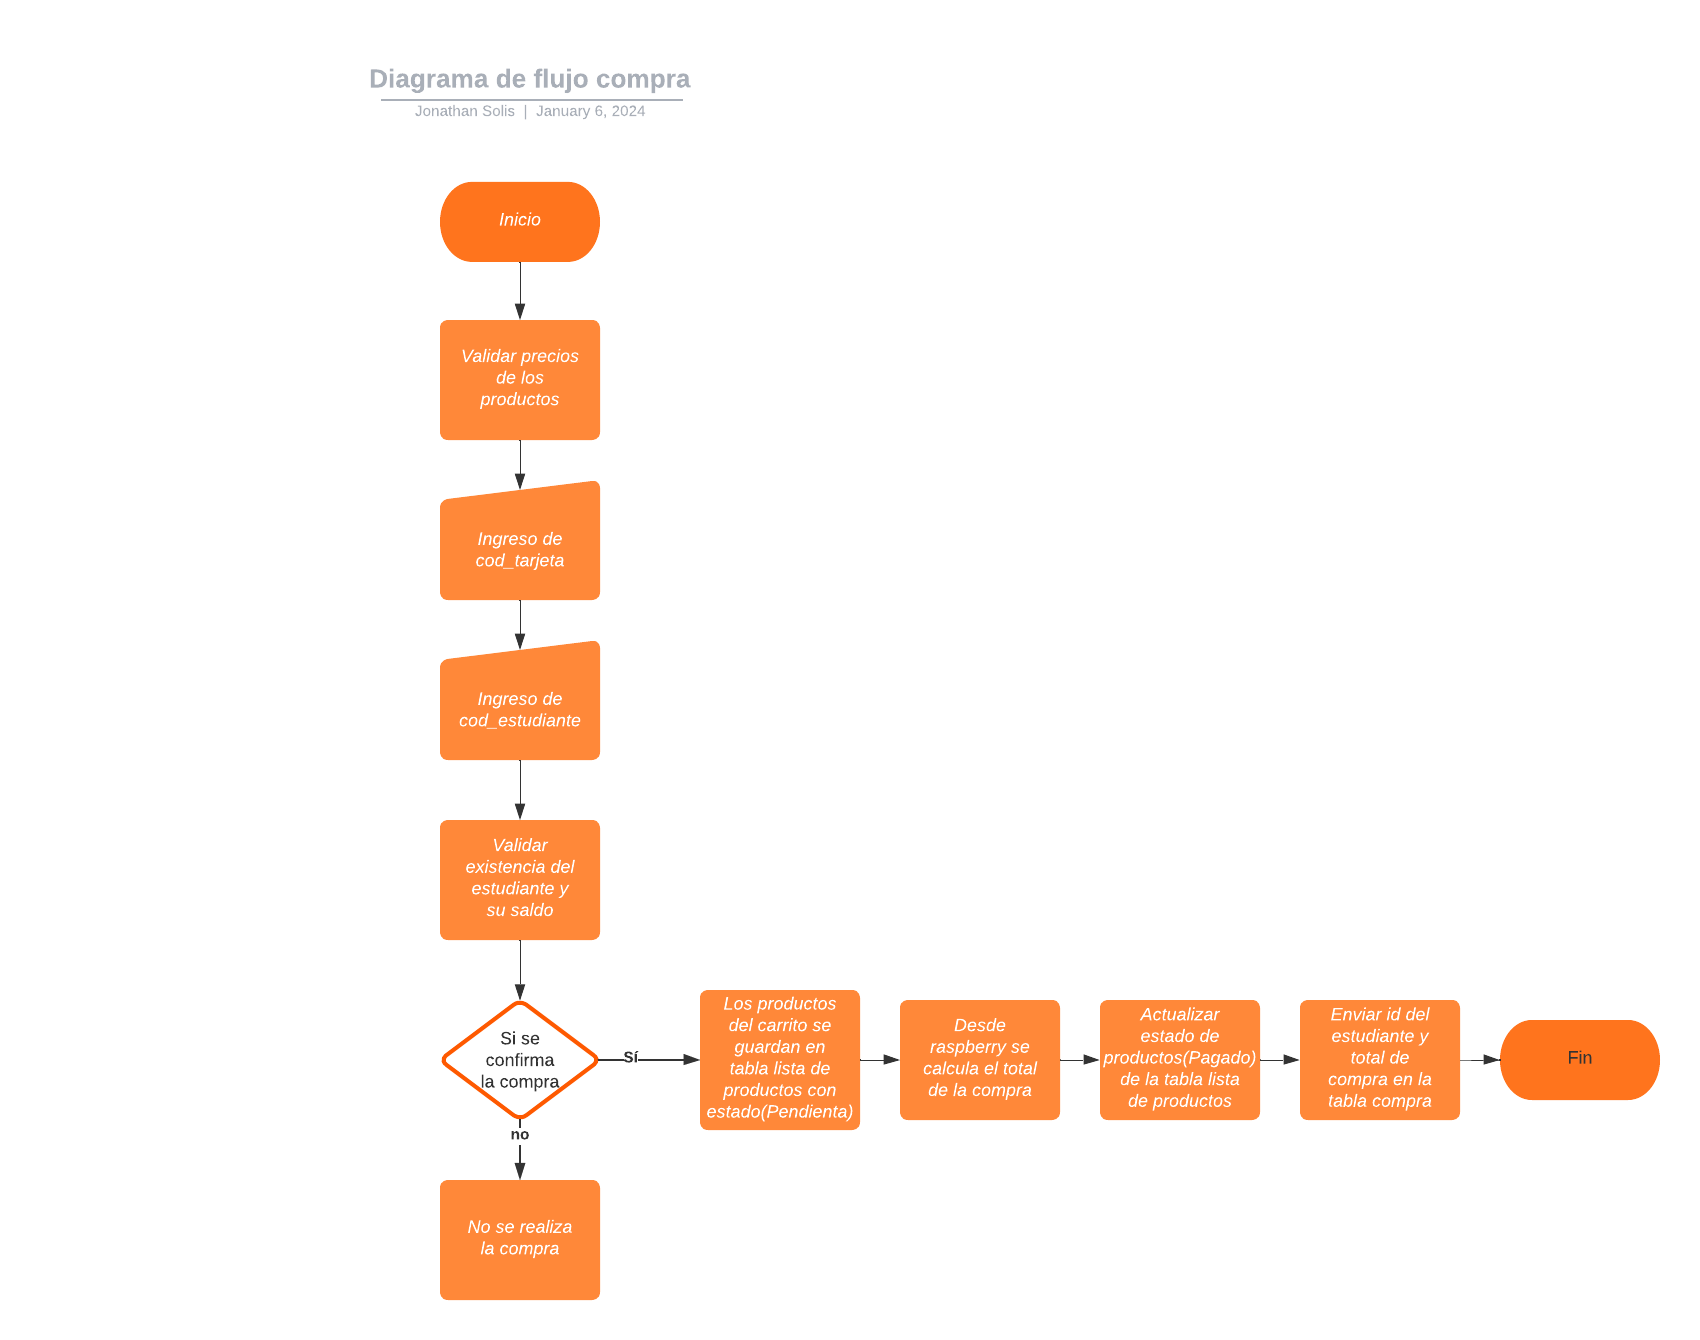 Diagrama de flujo compra
Jonathan Solis | January 6, 2024
Inicio
Validar precios
de los
productos
Ingreso de
cod_tarjeta
Ingreso de
cod_estudiante
Validar
existencia del
estudiante y
su saldo
Si se
confirma
la compra
Sí
Los productos
del carrito se
guardan en
tabla lista de
productos con
estado(Pendienta)
Desde
raspberry se
calcula el total
de la compra
Actualizar
estado de
productos(Pagado)
de la tabla lista
de productos
Enviar id del
estudiante y
total de
compra en la
tabla compra
Fin
no
No se realiza
la compra